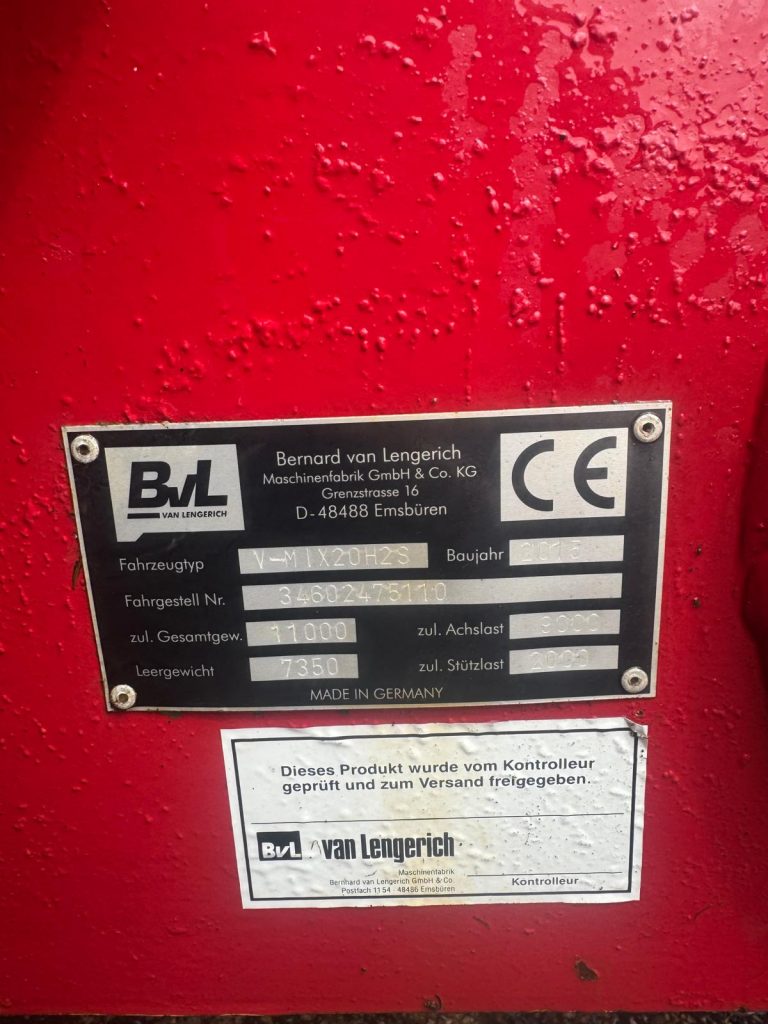 BvL
VAN LENGERICH
Bernard van Lengerich
Maschinenfabrik GmbH & Co. KG
Grenzstrasse 16
D-48488 Emsbüren
CE
Fahrzeugtyp V-MIX20H2S Baujahr 2013
Fahrgestell Nr. 34602475110
zul. Gesamtgew. 11000 zul. Achslast 9000
Leergewicht 7350 zul. Stützlast 2000
MADE IN GERMANY
Dieses Produkt wurde vom Kontrolleur
geprüft und zum Versand freigegeben.
BvL van Lengerich
Maschinenfabrik
Bernhard van Lengerich GmbH & Co.
Postfach 11 54 · 48486 Emsbüren
Kontrolleur